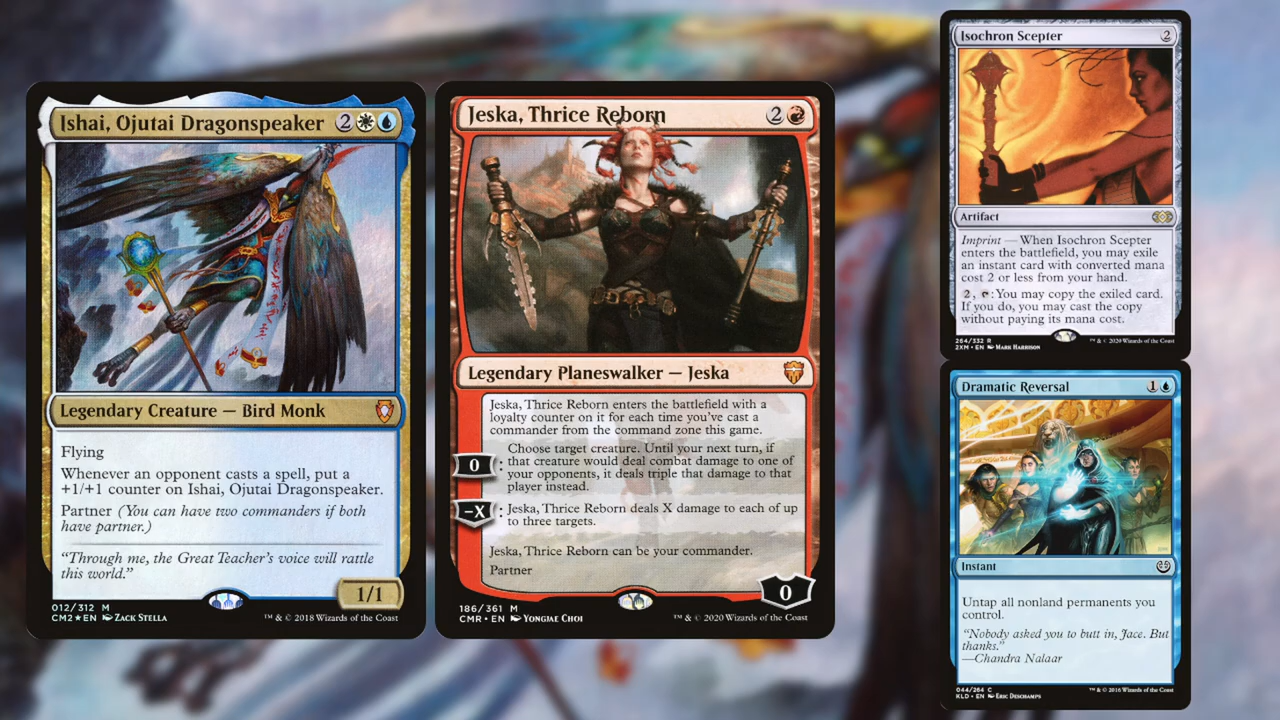 Ishai, Ojutai Dragonspeaker 2
Legendary Creature — Bird Monk
Flying
Whenever an opponent casts a spell, put a
+1/+1 counter on Ishai, Ojutai Dragonspeaker.
Partner (You can have two commanders if both
have partner.)
“Through me, the Great Teacher’s voice will rattle
this world.”
1/1
012/312 M
CM2★EN ZACK STELLA
™ & © 2018 Wizards of the Coast
Jeska, Thrice Reborn 2
Legendary Planeswalker — Jeska
Jeska, Thrice Reborn enters the battlefield with a
loyalty counter on it for each time you’ve cast a
commander from the command zone this game.
Choose target creature. Until your next turn, if
0 : that creature would deal combat damage to one of
your opponents, it deals triple that damage to that
player instead.
−X : Jeska, Thrice Reborn deals X damage to each of up
to three targets.
Jeska, Thrice Reborn can be your commander.
Partner
0
186/361 M
CMR • EN YONGJAE CHOI
™ & © 2020 Wizards of the Coast
Isochron Scepter 2
Artifact
Imprint — When Isochron Scepter
enters the battlefield, you may exile
an instant card with converted mana
cost 2 or less from your hand.
2, : You may copy the exiled card.
If you do, you may cast the copy
without paying its mana cost.
264/332 R
2XM • EN MARK HARRISON
™ & © 2020 Wizards of the Coast
Dramatic Reversal 1
Instant
Untap all nonland permanents you
control.
“Nobody asked you to butt in, Jace. But
thanks.”
—Chandra Nalaar
044/264 C
KLD • EN ERIC DESCHAMPS
™ & © 2016 Wizards of the Coast